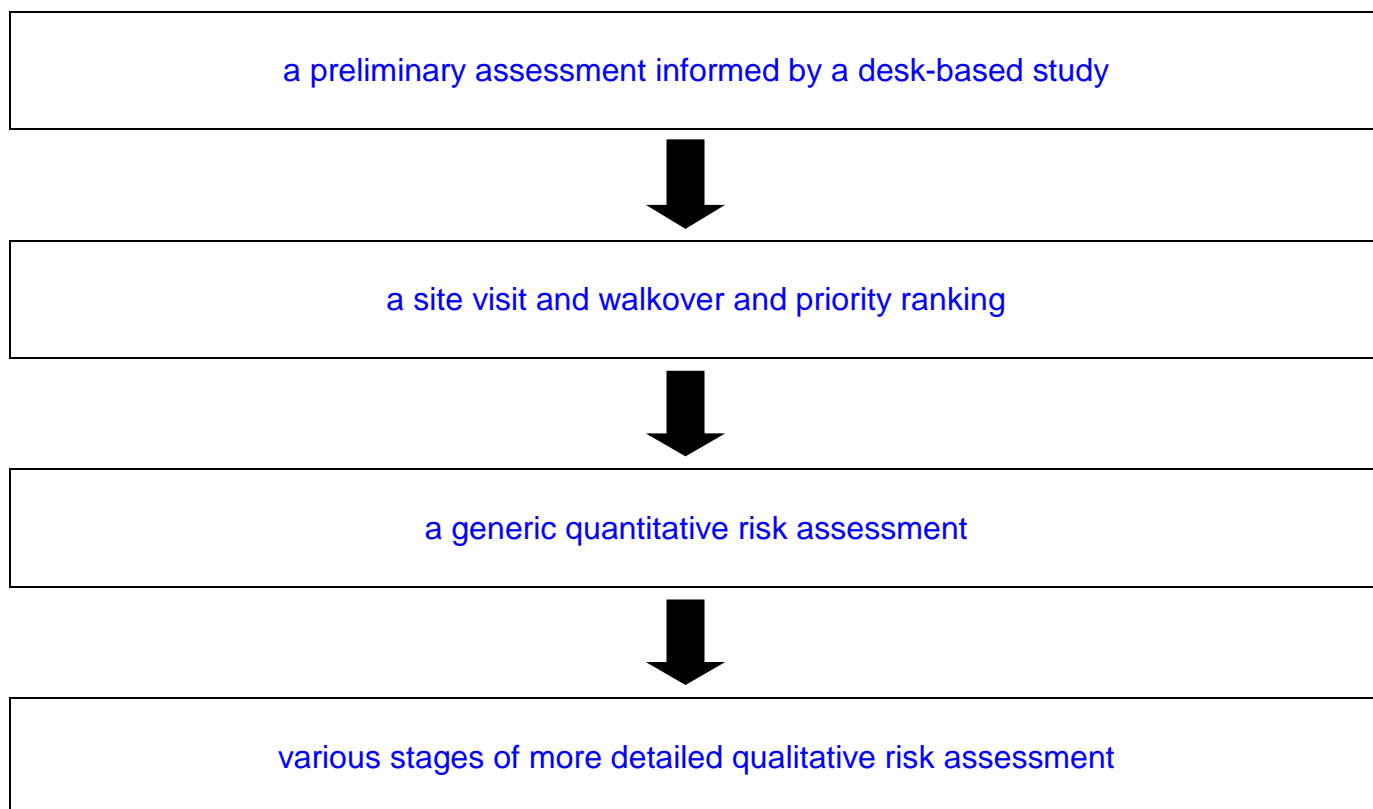 a preliminary assessment informed by a desk-based study
a site visit and walkover and priority ranking
a generic quantitative risk assessment
various stages of more detailed qualitative risk assessment